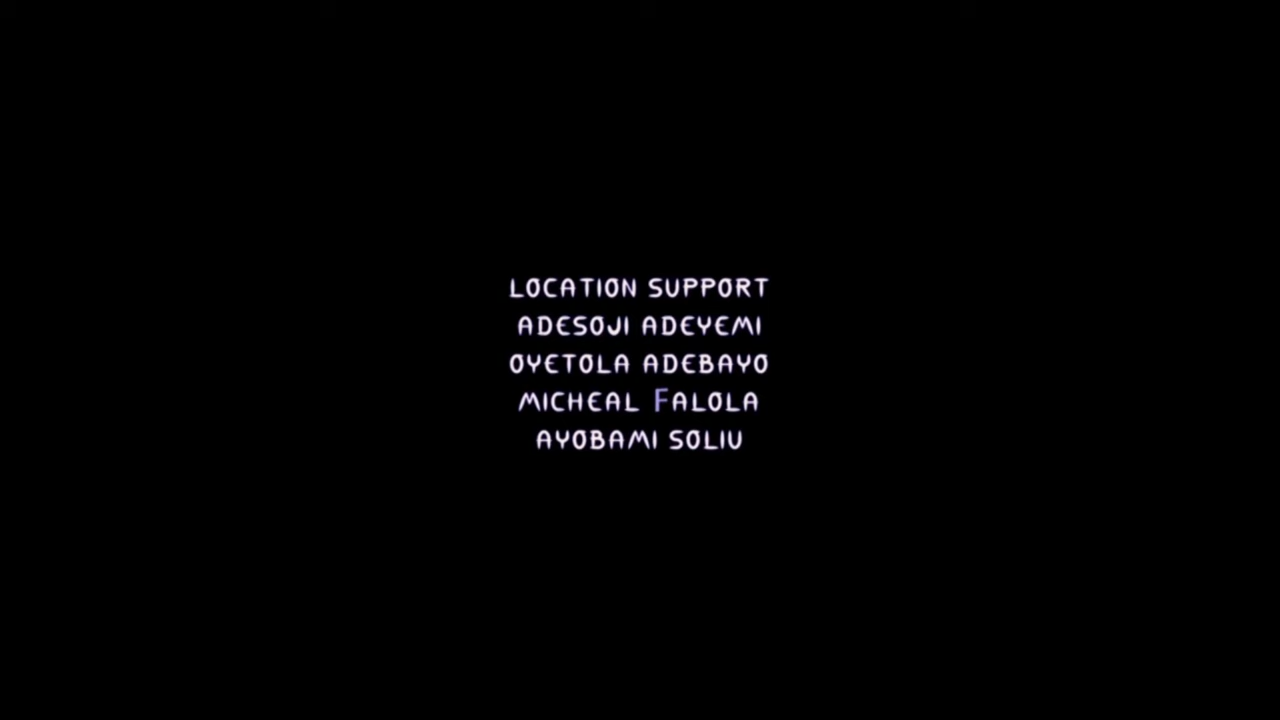 LOCATION SUPPORT
ADESOJI ADEYEMI
OYETOLA ADEBAYO
MICHEAL FALOLA
AYOBAMI SOLIU